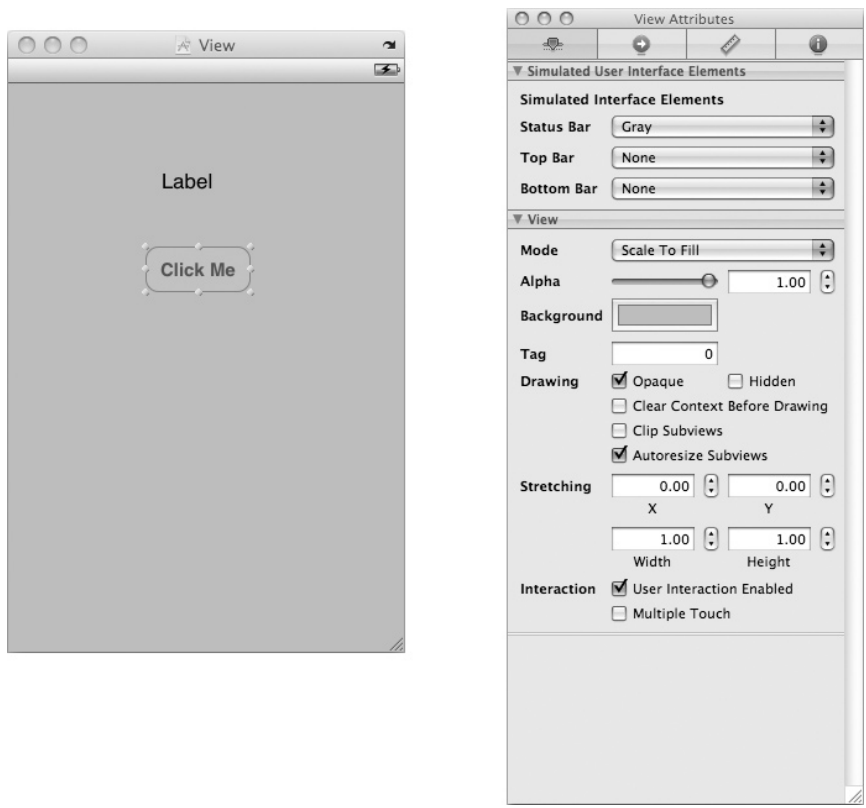 View
Label
Click Me
View Attributes
Simulated User Interface Elements
Simulated Interface Elements
Status Bar Gray
Top Bar None
Bottom Bar None
View
Mode Scale To Fill
Alpha 1.00
Background
Tag 0
Drawing Opaque Hidden
Clear Context Before Drawing
Clip Subviews
Autoresize Subviews
Stretching 0.00 0.00
X Y
1.00 1.00
Width Height
Interaction User Interaction Enabled
Multiple Touch